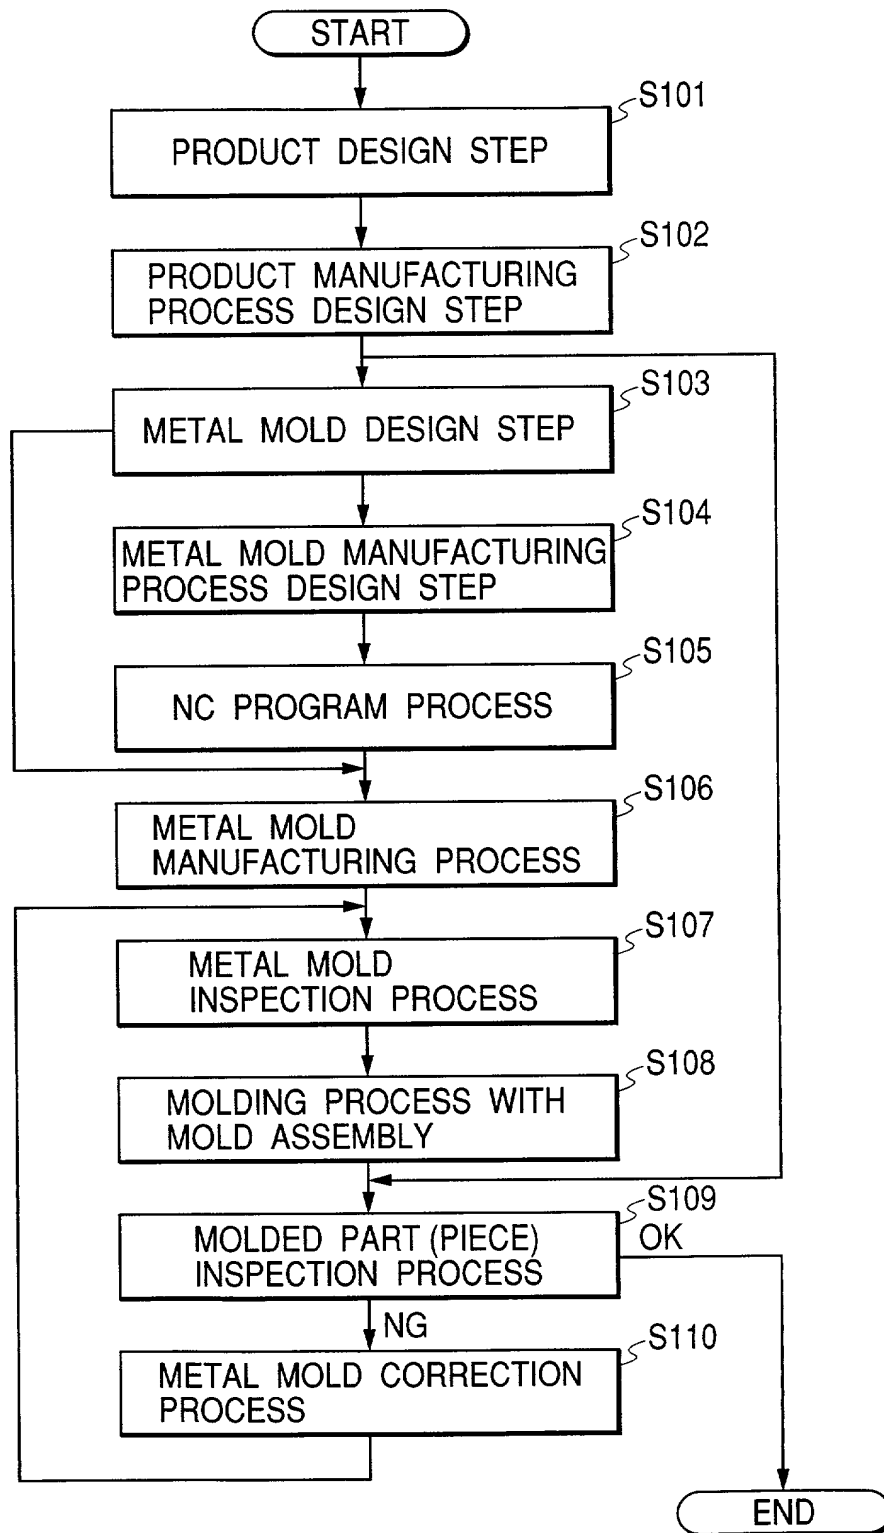 START
S101
PRODUCT DESIGN STEP
S102
PRODUCT MANUFACTURING
PROCESS DESIGN STEP
S103
METAL MOLD DESIGN STEP
S104
METAL MOLD MANUFACTURING
PROCESS DESIGN STEP
S105
NC PROGRAM PROCESS
S106
METAL MOLD
MANUFACTURING PROCESS
S107
METAL MOLD
INSPECTION PROCESS
S108
MOLDING PROCESS WITH
MOLD ASSEMBLY
S109
MOLDED PART (PIECE)
INSPECTION PROCESS
OK
NG
S110
METAL MOLD CORRECTION
PROCESS
END